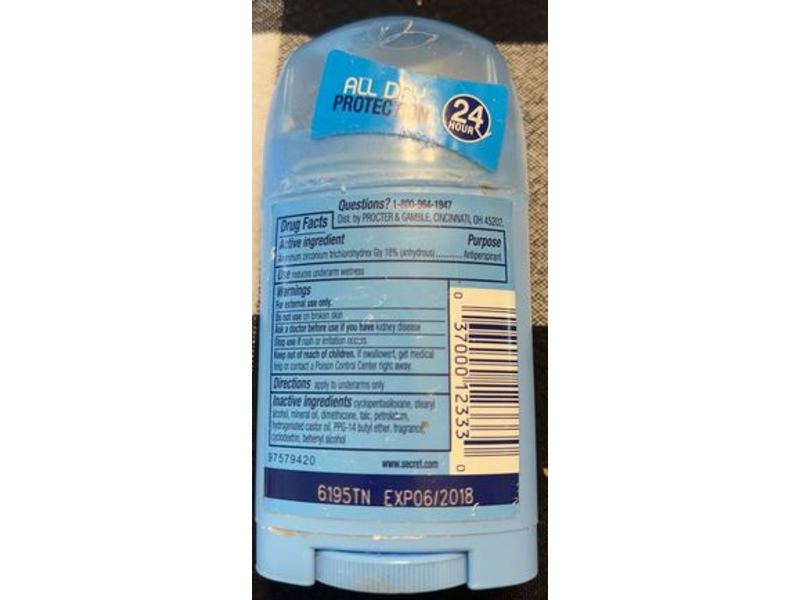 ALL DAY
PROTECTION
24
HOUR
Questions? 1-800-964-1947
Dist. by PROCTER & GAMBLE, CINCINNATI, OH 45202.
Drug Facts
Active ingredient Purpose
Aluminum zirconium trichlorohydrex Gly 18% (anhydrous)..........Antiperspirant
Use reduces underarm wetness
Warnings
For external use only.
Do not use on broken skin
Ask a doctor before use if you have kidney disease
Stop use if rash or irritation occurs
Keep out of reach of children. If swallowed, get medical
help or contact a Poison Control Center right away.
Directions apply to underarms only
Inactive ingredients cyclopentasiloxane, stearyl
alcohol, mineral oil, dimethicone, talc, petrolatum,
hydrogenated castor oil, PPG-14 butyl ether, fragrance,
cyclodextrin, behenyl alcohol
97579420 www.secret.com
0 37000 12333 0
6195TN EXP06/2018